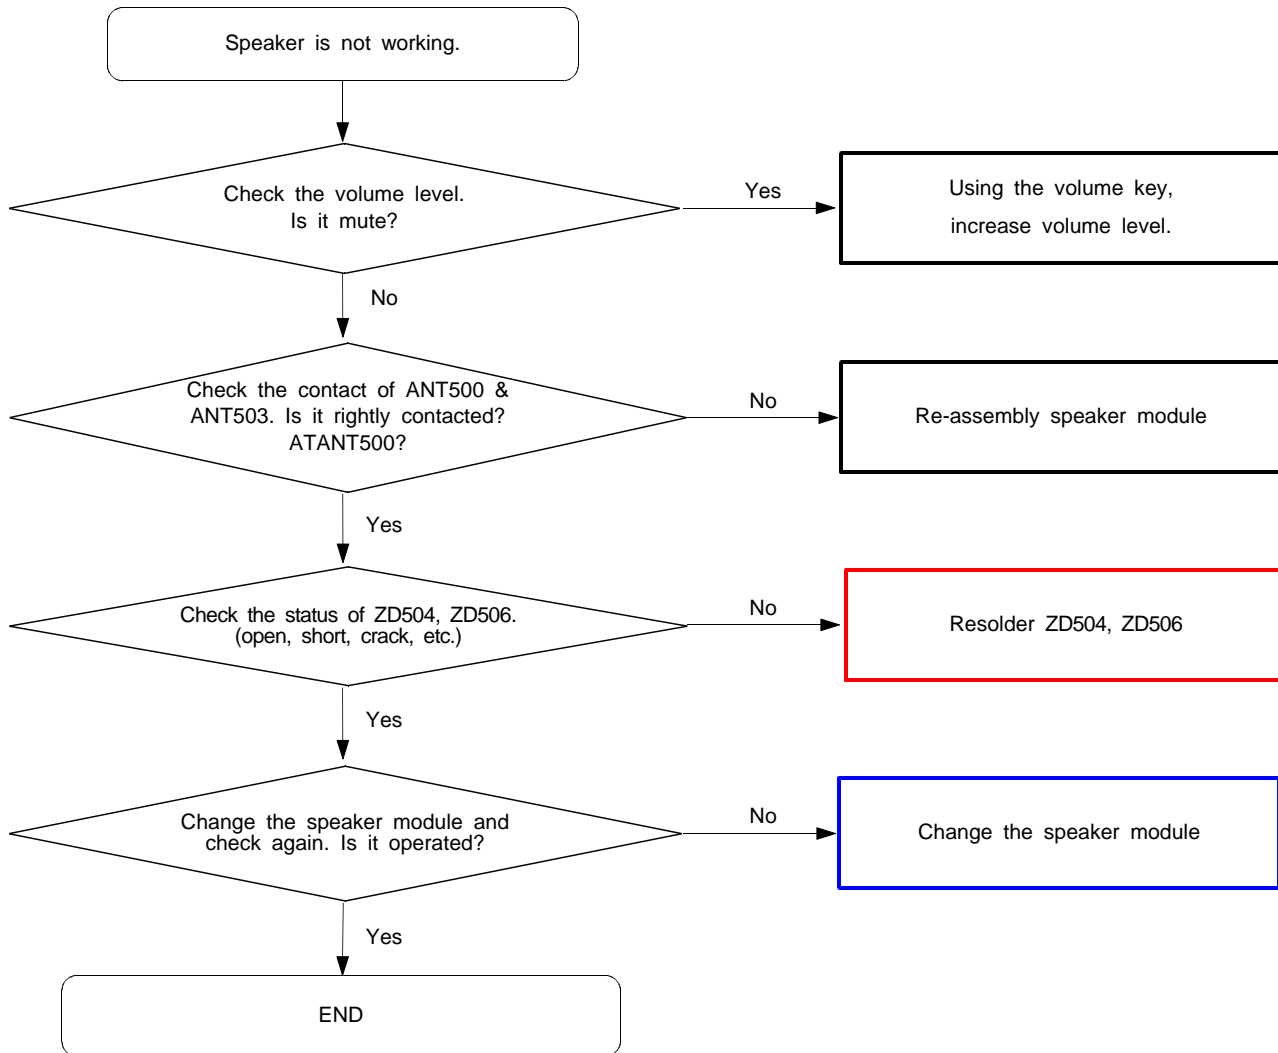 Speaker is not working.
Check the volume level.
Is it mute?
Yes
Using the volume key,
increase volume level.
No
Check the contact of ANT500 &
ANT503. Is it rightly contacted?
ATANT500?
No
Re-assembly speaker module
Yes
Check the status of ZD504, ZD506.
(open, short, crack, etc.)
No
Resolder ZD504, ZD506
Yes
Change the speaker module and
check again. Is it operated?
No
Change the speaker module
Yes
END